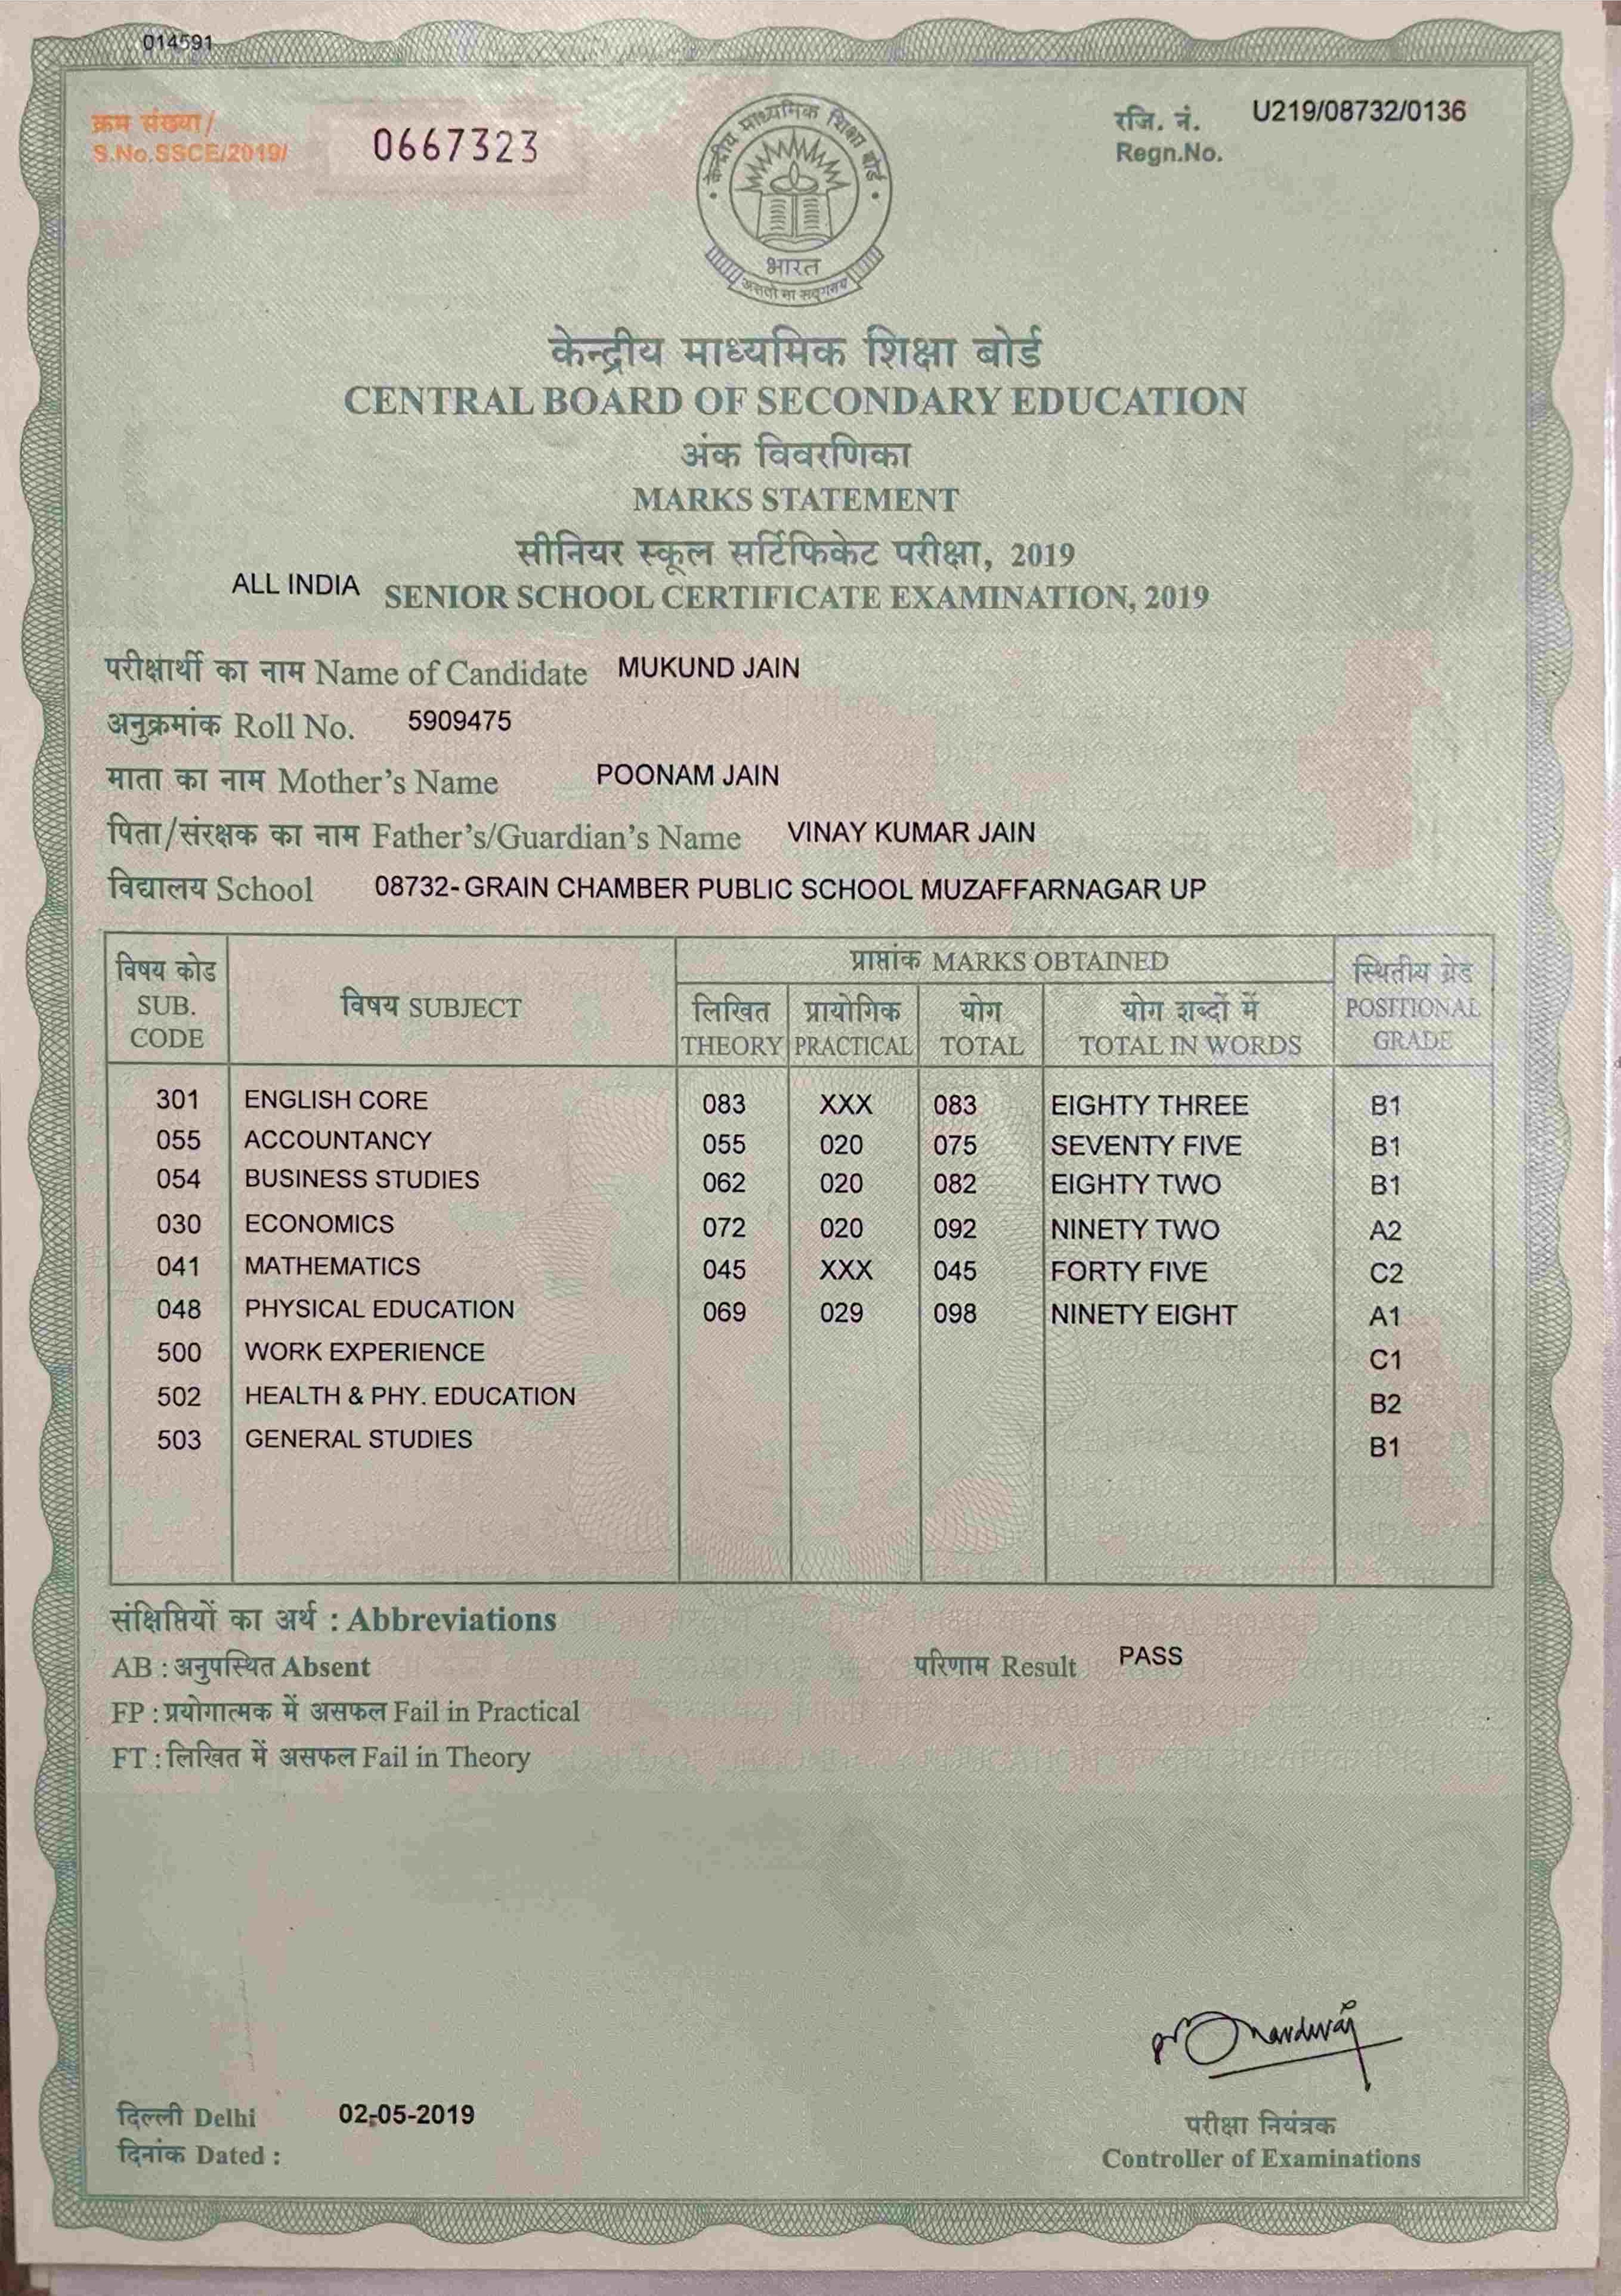 014591
क्रम संख्या/
S.No.SSCE/2019/ 0667323
रजि. नं. U219/08732/0136
Regn.No.
केन्द्रीय माध्यमिक शिक्षा बोर्ड
भारत
असतो मा सद्गमय
केन्द्रीय माध्यमिक शिक्षा बोर्ड
CENTRAL BOARD OF SECONDARY EDUCATION
अंक विवरणिका
MARKS STATEMENT
सीनियर स्कूल सर्टिफिकेट परीक्षा, 2019
ALL INDIA SENIOR SCHOOL CERTIFICATE EXAMINATION, 2019
परीक्षार्थी का नाम Name of Candidate MUKUND JAIN
अनुक्रमांक Roll No. 5909475
माता का नाम Mother's Name POONAM JAIN
पिता/संरक्षक का नाम Father's/Guardian's Name VINAY KUMAR JAIN
विद्यालय School 08732- GRAIN CHAMBER PUBLIC SCHOOL MUZAFFARNAGAR UP
विषय कोड SUB. CODE
विषय SUBJECT
प्राप्तांक MARKS OBTAINED
लिखित THEORY
प्रायोगिक PRACTICAL
योग TOTAL
योग शब्दों में TOTAL IN WORDS
स्थितीय ग्रेड POSITIONAL GRADE
301 ENGLISH CORE 083 XXX 083 EIGHTY THREE B1
055 ACCOUNTANCY 055 020 075 SEVENTY FIVE B1
054 BUSINESS STUDIES 062 020 082 EIGHTY TWO B1
030 ECONOMICS 072 020 092 NINETY TWO A2
041 MATHEMATICS 045 XXX 045 FORTY FIVE C2
048 PHYSICAL EDUCATION 069 029 098 NINETY EIGHT A1
500 WORK EXPERIENCE C1
502 HEALTH & PHY. EDUCATION B2
503 GENERAL STUDIES B1
संक्षिप्तियों का अर्थ : Abbreviations
AB : अनुपस्थित Absent
परिणाम Result PASS
FP : प्रयोगात्मक में असफल Fail in Practical
FT : लिखित में असफल Fail in Theory
दिल्ली Delhi 02-05-2019
दिनांक Dated :
परीक्षा नियंत्रक
Controller of Examinations